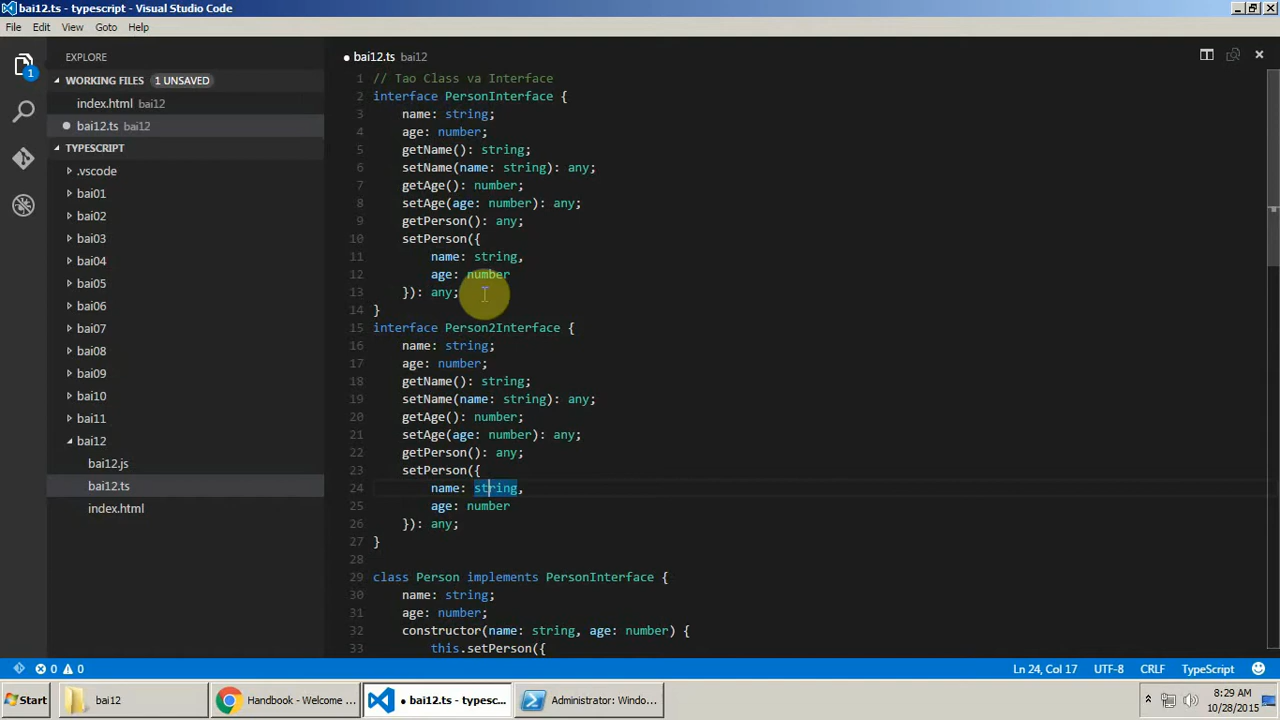 bai12.ts - typescript - Visual Studio Code
File Edit View Goto Help
EXPLORE
WORKING FILES 1 UNSAVED
index.html bai12
bai12.ts bai12
TYPESCRIPT
.vscode
bai01
bai02
bai03
bai04
bai05
bai06
bai07
bai08
bai09
bai10
bai11
bai12
bai12.js
bai12.ts
index.html
1
bai12.ts bai12
1 // Tao Class va Interface
2 interface PersonInterface {
3 name: string;
4 age: number;
5 getName(): string;
6 setName(name: string): any;
7 getAge(): number;
8 setAge(age: number): any;
9 getPerson(): any;
10 setPerson({
11 name: string,
12 age: number
13 }): any;
14 }
15 interface Person2Interface {
16 name: string;
17 age: number;
18 getName(): string;
19 setName(name: string): any;
20 getAge(): number;
21 setAge(age: number): any;
22 getPerson(): any;
23 setPerson({
24 name: string,
25 age: number
26 }): any;
27 }
28
29 class Person implements PersonInterface {
30 name: string;
31 age: number;
32 constructor(name: string, age: number) {
33 this.setPerson({
0 0 Ln 24, Col 17 UTF-8 CRLF TypeScript
Start bai12 Handbook - Welcome ... bai12.ts - typesc... Administrator: Windo... 8:29 AM
10/28/2015